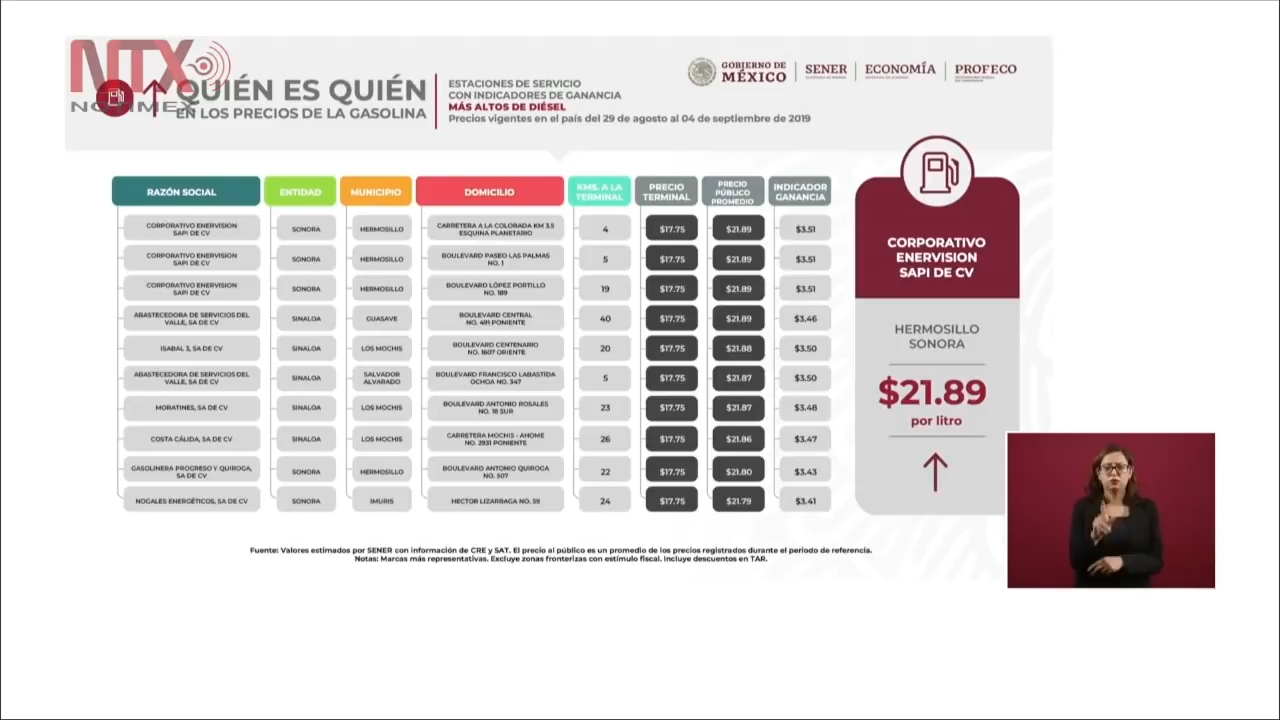 NTX
NOTIMEX
QUIÉN ES QUIÉN
EN LOS PRECIOS DE LA GASOLINA
ESTACIONES DE SERVICIO
CON INDICADORES DE GANANCIA
MÁS ALTOS DE DIÉSEL
Precios vigentes en el país del 29 de agosto al 04 de septiembre de 2019
GOBIERNO DE
MÉXICO
SENER
ECONOMÍA
PROFECO
RAZÓN SOCIAL
ENTIDAD
MUNICIPIO
DOMICILIO
KMS. A LA
TERMINAL
PRECIO
TERMINAL
PRECIO
PÚBLICO
PROMEDIO
INDICADOR
GANANCIA
CORPORATIVO ENERVISION
SAPI DE CV
SONORA
HERMOSILLO
CARRETERA A LA COLORADA KM 3.5
ESQUINA PLANETARIO
4
$17.75
$21.89
$3.51
CORPORATIVO ENERVISION
SAPI DE CV
SONORA
HERMOSILLO
BOULEVARD PASEO LAS PALMAS
NO. 1
5
$17.75
$21.89
$3.51
CORPORATIVO ENERVISION
SAPI DE CV
SONORA
HERMOSILLO
BOULEVARD LÓPEZ PORTILLO
NO. 189
19
$17.75
$21.89
$3.51
ABASTECEDORA DE SERVICIOS DEL
VALLE, SA DE CV
SINALOA
GUASAVE
BOULEVARD CENTRAL
NO. 491 PONIENTE
40
$17.75
$21.89
$3.46
ISABAL 3, SA DE CV
SINALOA
LOS MOCHIS
BOULEVARD CENTENARIO
NO. 1607 ORIENTE
20
$17.75
$21.88
$3.50
ABASTECEDORA DE SERVICIOS DEL
VALLE, SA DE CV
SINALOA
SALVADOR
ALVARADO
BOULEVARD FRANCISCO LABASTIDA
OCHOA NO. 347
5
$17.75
$21.87
$3.50
MORATINES, SA DE CV
SINALOA
LOS MOCHIS
BOULEVARD ANTONIO ROSALES
NO. 18 SUR
23
$17.75
$21.87
$3.48
COSTA CÁLIDA, SA DE CV
SINALOA
LOS MOCHIS
CARRETERA MOCHIS - AHOME
NO. 2931 PONIENTE
26
$17.75
$21.86
$3.47
GASOLINERA PROGRESO Y QUIROGA,
SA DE CV
SONORA
HERMOSILLO
BOULEVARD ANTONIO QUIROGA
NO. 507
22
$17.75
$21.80
$3.43
NOGALES ENERGÉTICOS, SA DE CV
SONORA
IMURIS
HECTOR LIZARRAGA NO. 59
24
$17.75
$21.79
$3.41
CORPORATIVO
ENERVISION
SAPI DE CV
HERMOSILLO
SONORA
$21.89
por litro
Fuente: Valores estimados por SENER con información de CRE y SAT. El precio al público es un promedio de los precios registrados durante el periodo de referencia.
Notas: Marcas más representativas. Excluye zonas fronterizas con estímulo fiscal. Incluye descuentos en TAR.